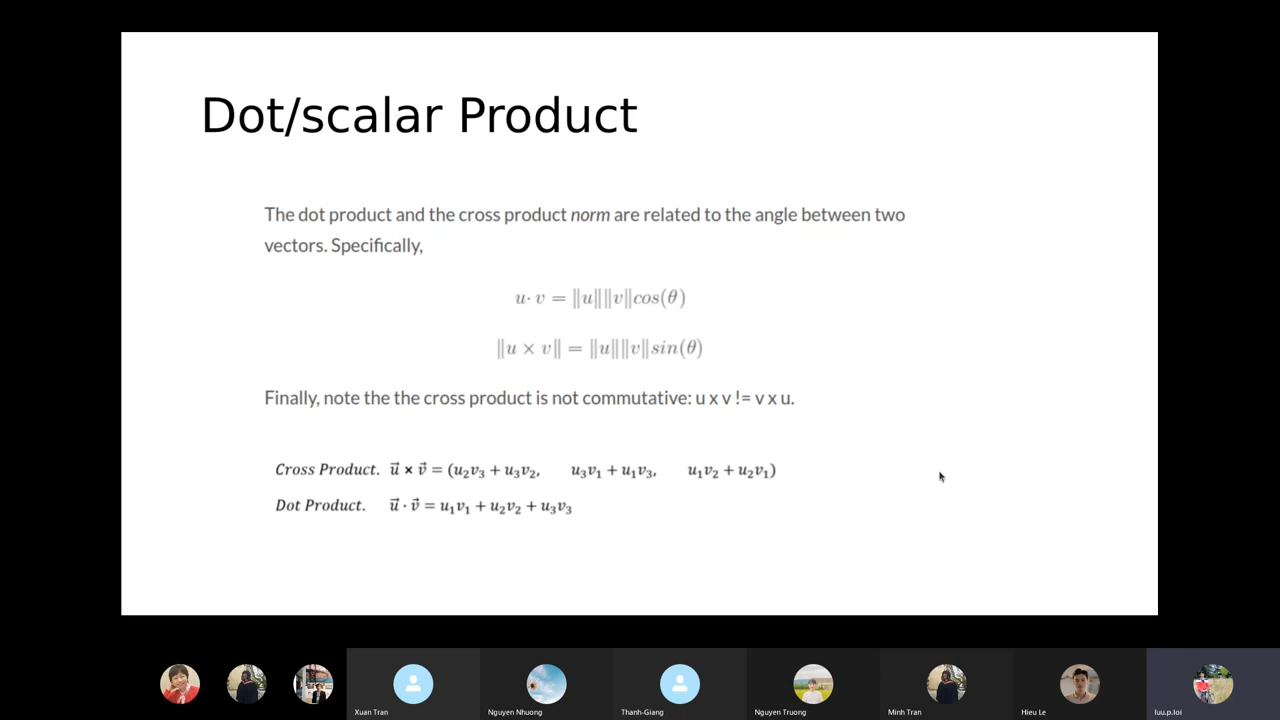 Dot/scalar Product
The dot product and the cross product norm are related to the angle between two
vectors. Specifically,
u· v = ||u||||v||cos(θ)
||u × v|| = ||u||||v||sin(θ)
Finally, note the the cross product is not commutative: u x v != v x u.
Cross Product. u⃗ × v⃗ = (u₂v₃ + u₃v₂, u₃v₁ + u₁v₃, u₁v₂ + u₂v₁)
Dot Product. u⃗ · v⃗ = u₁v₁ + u₂v₂ + u₃v₃
Xuan Tran Nguyen Nhuong Thanh-Giang Nguyen Truong Minh Tran Hieu Le luu.p.loi